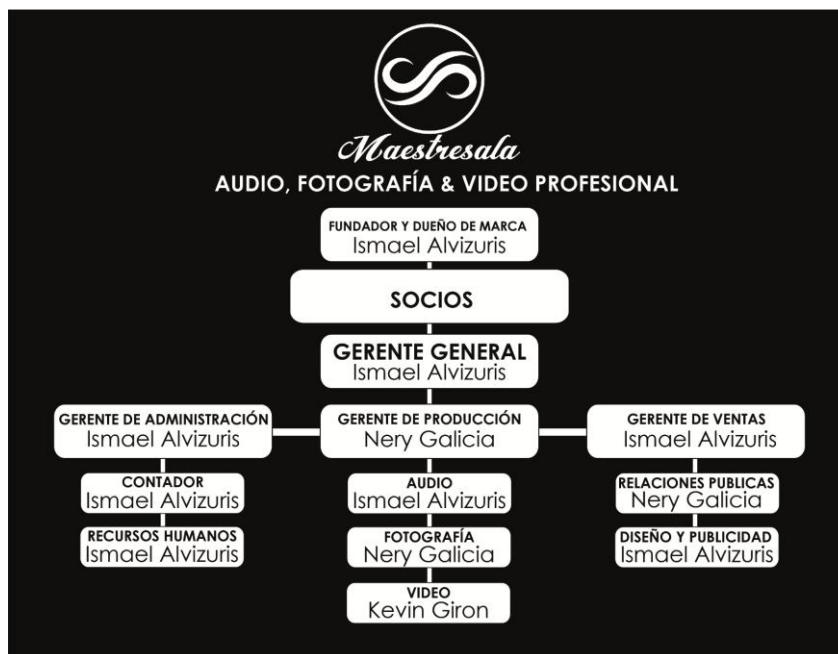 Maestresala
AUDIO, FOTOGRAFÍA & VIDEO PROFESIONAL
FUNDADOR Y DUEÑO DE MARCA
Ismael Alvizuris
SOCIOS
GERENTE GENERAL
Ismael Alvizuris
GERENTE DE ADMINISTRACIÓN
Ismael Alvizuris
GERENTE DE PRODUCCIÓN
Nery Galicia
GERENTE DE VENTAS
Ismael Alvizuris
CONTADOR
Ismael Alvizuris
RECURSOS HUMANOS
Ismael Alvizuris
AUDIO
Ismael Alvizuris
FOTOGRAFÍA
Nery Galicia
VIDEO
Kevin Giron
RELACIONES PUBLICAS
Nery Galicia
DISEÑO Y PUBLICIDAD
Ismael Alvizuris